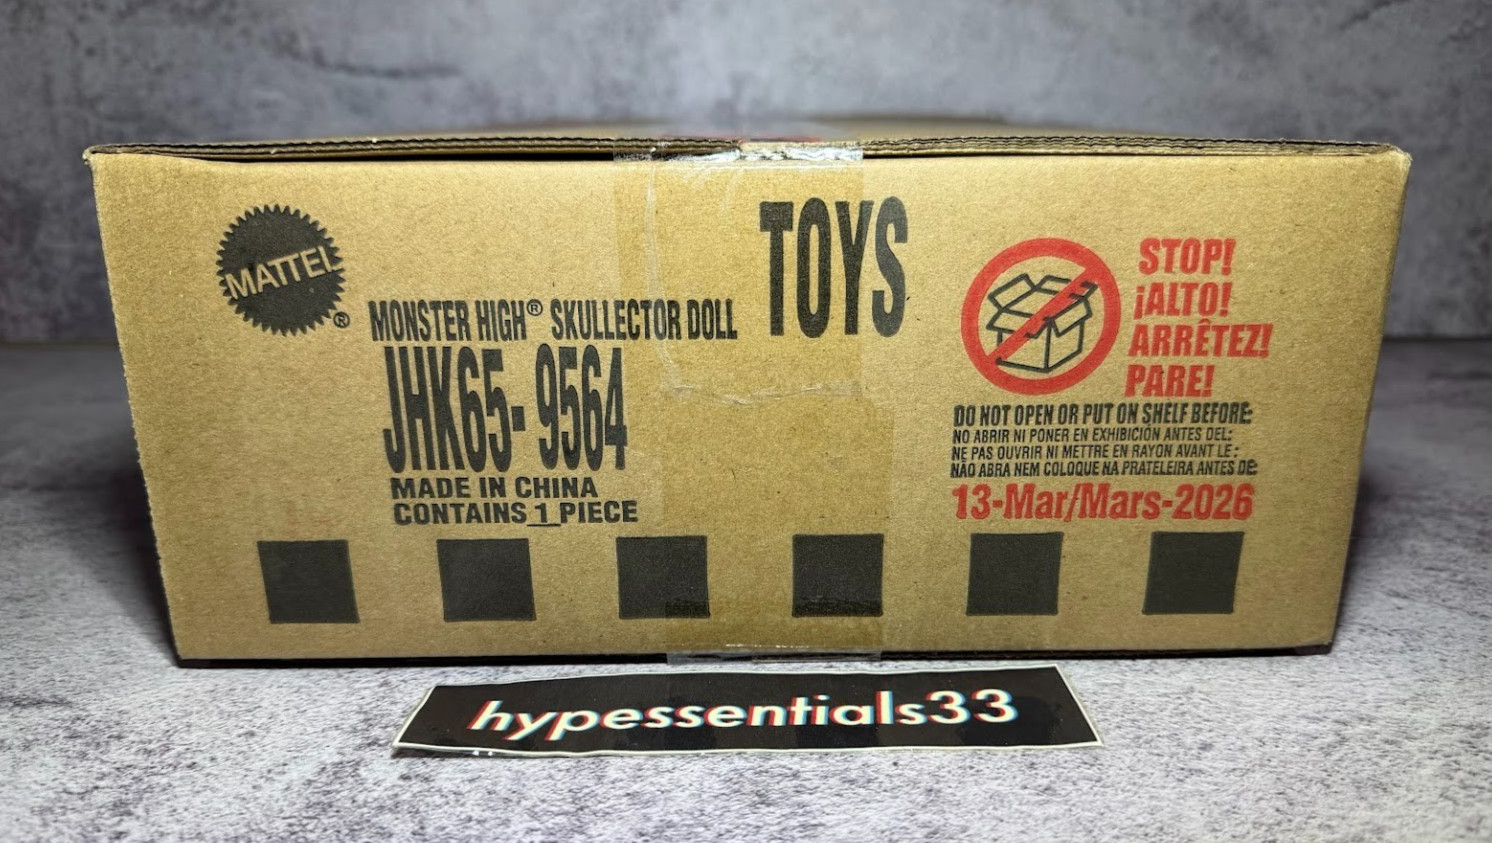 MATTEL®
MONSTER HIGH® SKULLECTOR DOLL
JHK65-9564
MADE IN CHINA
CONTAINS 1 PIECE
TOYS
STOP!
¡ALTO!
ARRÊTEZ!
PARE!
DO NOT OPEN OR PUT ON SHELF BEFORE:
NO ABRIR NI PONER EN EXHIBICIÓN ANTES DEL:
NE PAS OUVRIR NI METTRE EN RAYON AVANT LE :
NÃO ABRA NEM COLOQUE NA PRATELEIRA ANTES DE:
13-Mar/Mars-2026
hypessentials33